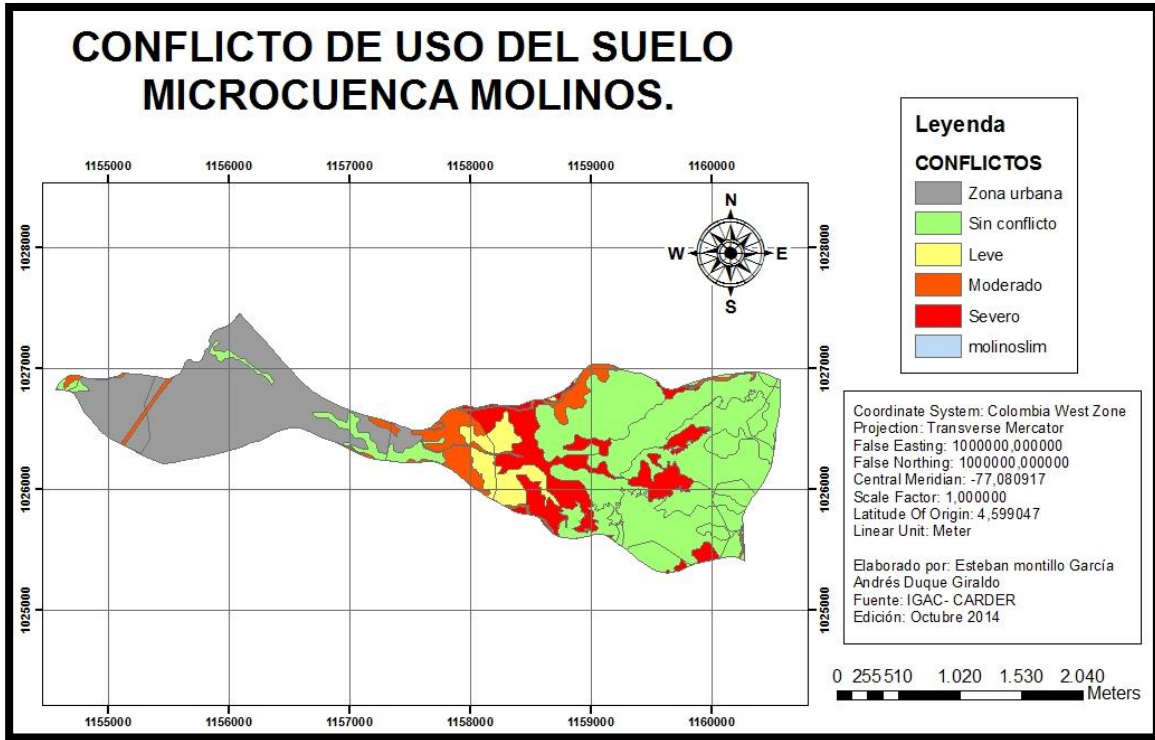 CONFLICTO DE USO DEL SUELO
MICROCUENCA MOLINOS.
Leyenda
CONFLICTOS
Zona urbana
Sin conflicto
Leve
Moderado
Severo
molinoslim
1155000 1156000 1157000 1158000 1159000 1160000
N
W E
S
1028000 1028000
1027000 1027000
1026000 1026000
1025000 1025000
1155000 1156000 1157000 1158000 1159000 1160000
Coordinate System: Colombia West Zone
Projection: Transverse Mercator
False Easting: 1000000,000000
False Northing: 1000000,000000
Central Meridian: -77,080917
Scale Factor: 1,000000
Latitude Of Origin: 4,599047
Linear Unit: Meter
Elaborado por: Esteban montillo García
Andrés Duque Giraldo
Fuente: IGAC- CARDER
Edición: Octubre 2014
0 255 510 1.020 1.530 2.040
Meters